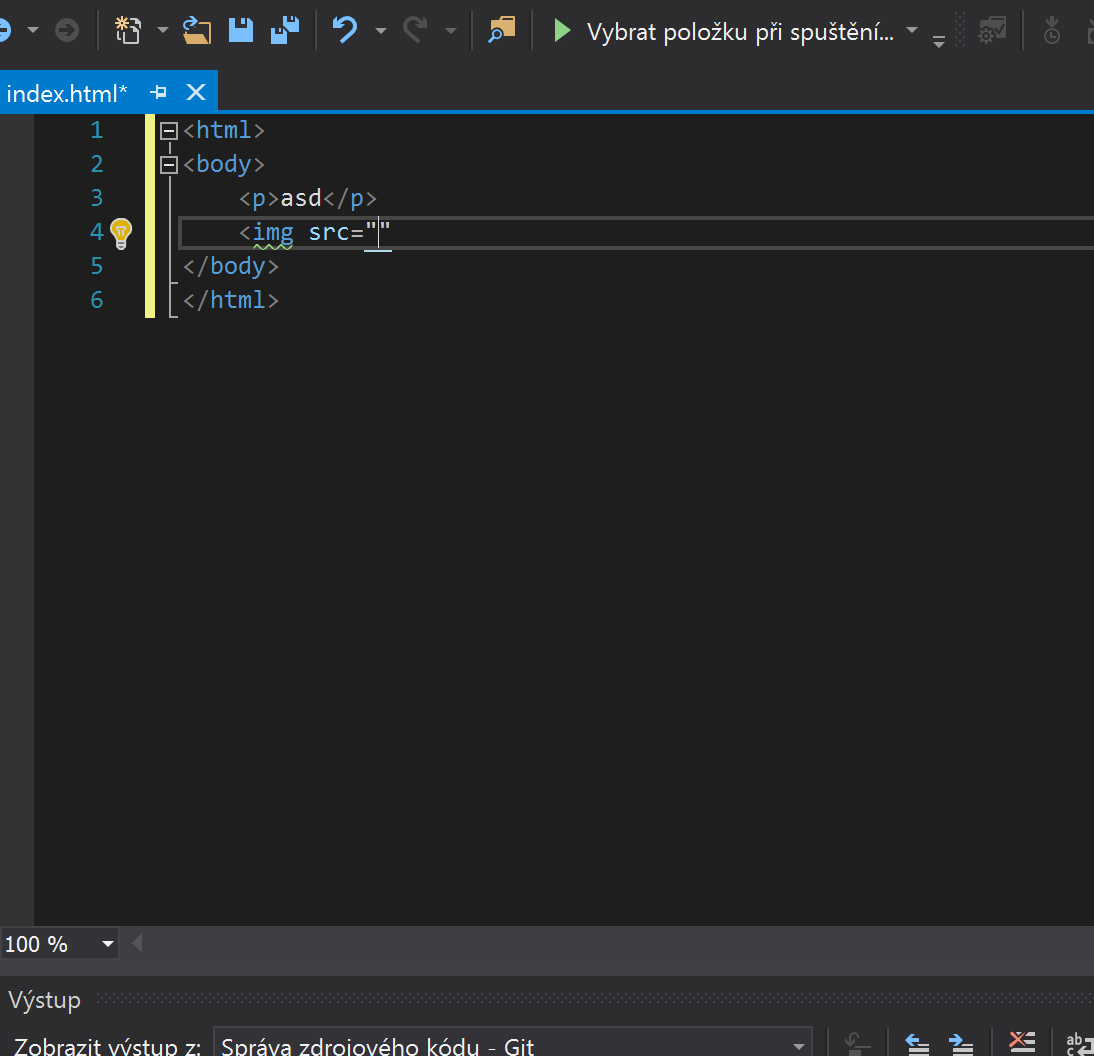 Vybrat položku při spuštění...
index.html*
1 <html>
2 <body>
3 <p>asd</p>
4 <img src=""
5 </body>
6 </html>
100 %
Výstup
Zobrazit výstup z: Správa zdrojového kódu - Git